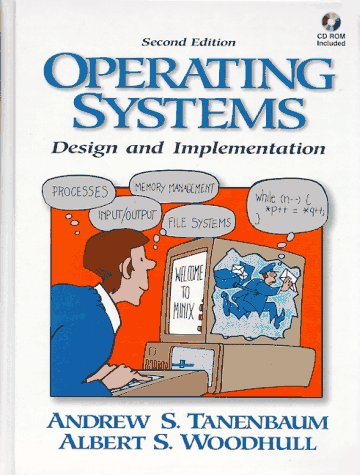 Second Edition
CD ROM
Included
OPERATING
SYSTEMS
Design and Implementation
PROCESSES
MEMORY MANAGEMENT
INPUT/OUTPUT
FILE SYSTEMS
while (n--) {
*p++ = *q++;
}
WELCOME
TO
MINIX
ANDREW S. TANENBAUM
ALBERT S. WOODHULL